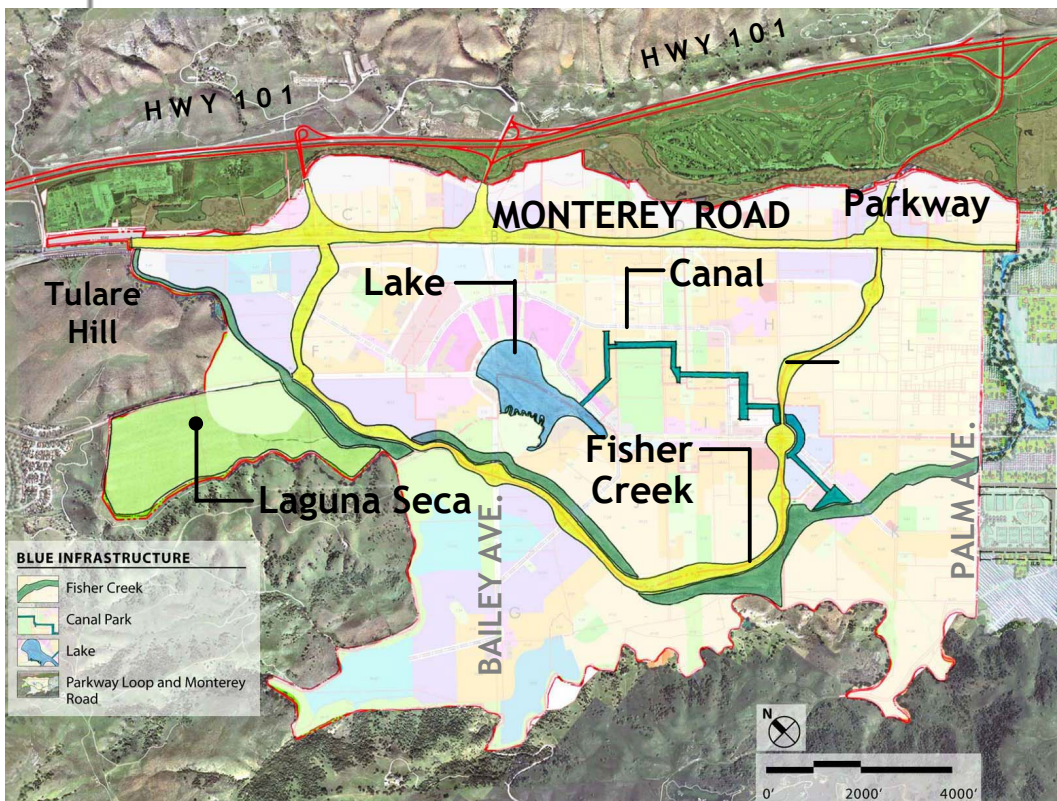 HWY 101
HWY 101
MONTEREY ROAD
Parkway
Tulare
Hill
Lake
Canal
Fisher
Creek
Laguna Seca
BAILEY AVE.
PALM AVE.
C
F
H
L
I
G
BLUE INFRASTRUCTURE
Fisher Creek
Canal Park
Lake
Parkway Loop and Monterey
Road
N
0' 2000' 4000'